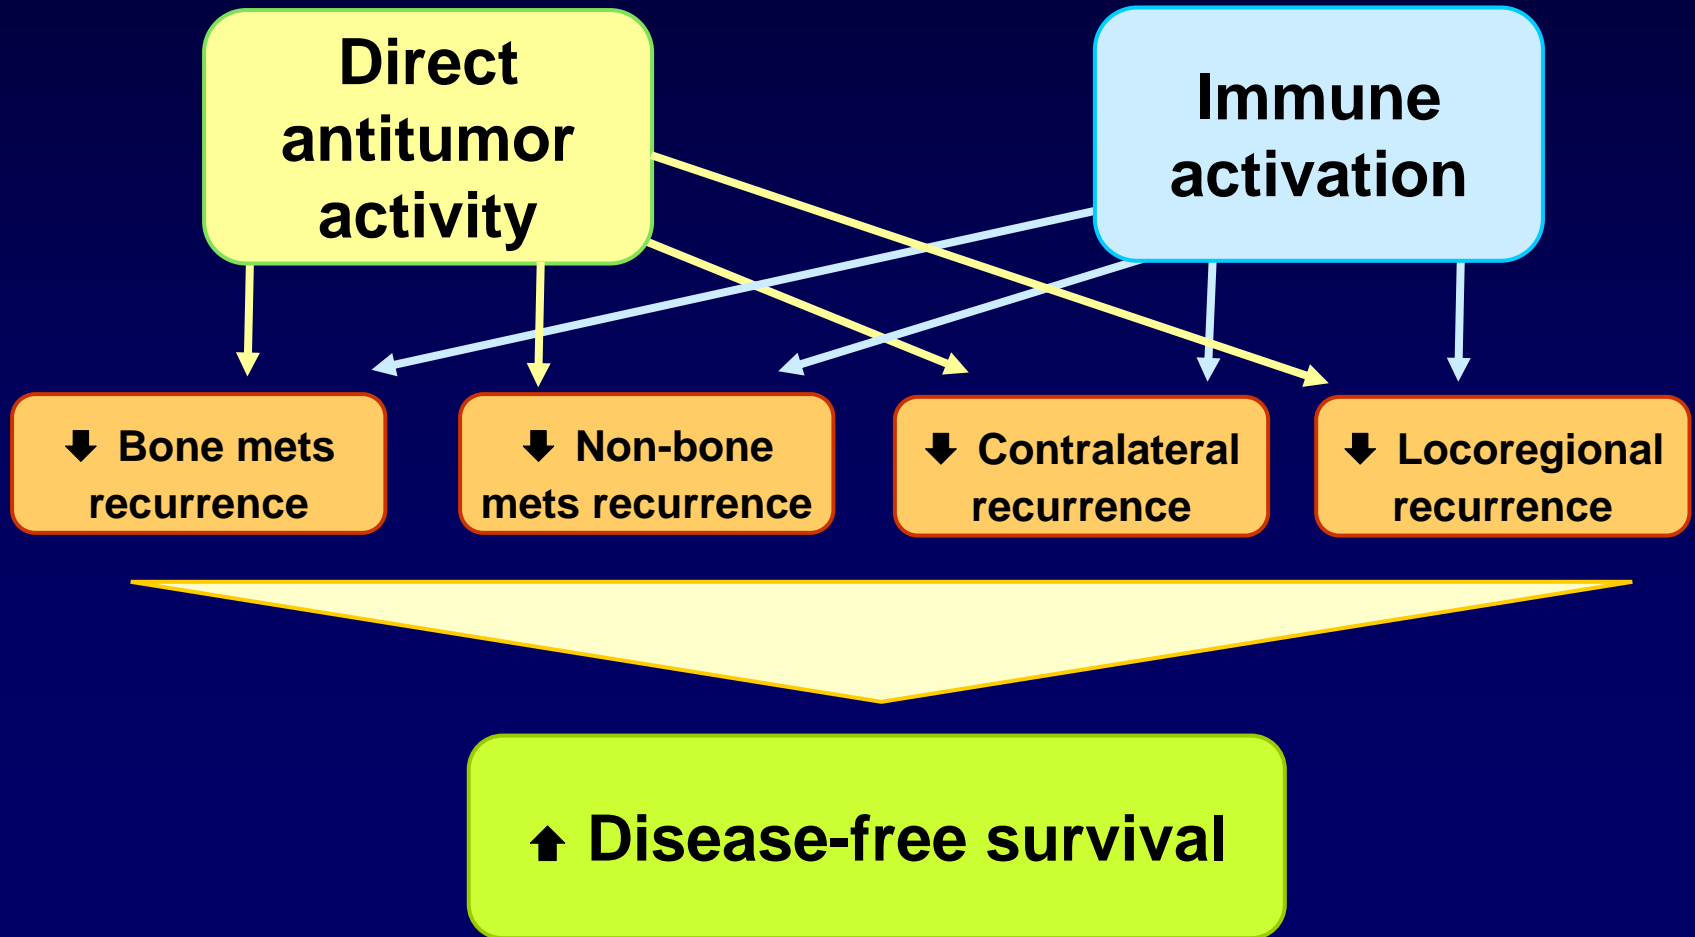 Direct
antitumor
activity
Immune
activation
🡇 Bone mets
recurrence
🡇 Non-bone
mets recurrence
🡇 Contralateral
recurrence
🡇 Locoregional
recurrence
🡅 Disease-free survival